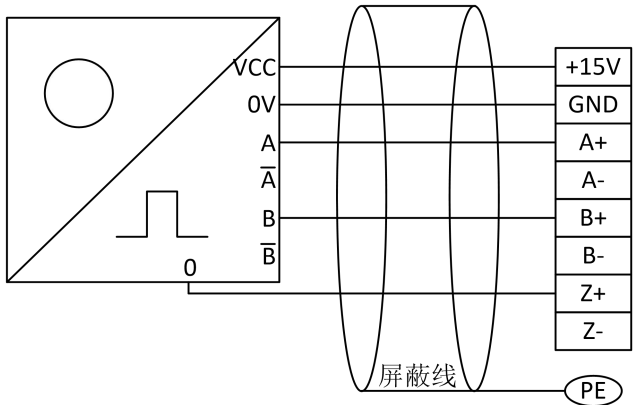 VCC
0V
A
A̅
B
B̅
0
+15V
GND
A+
A-
B+
B-
Z+
Z-
屏蔽线
PE